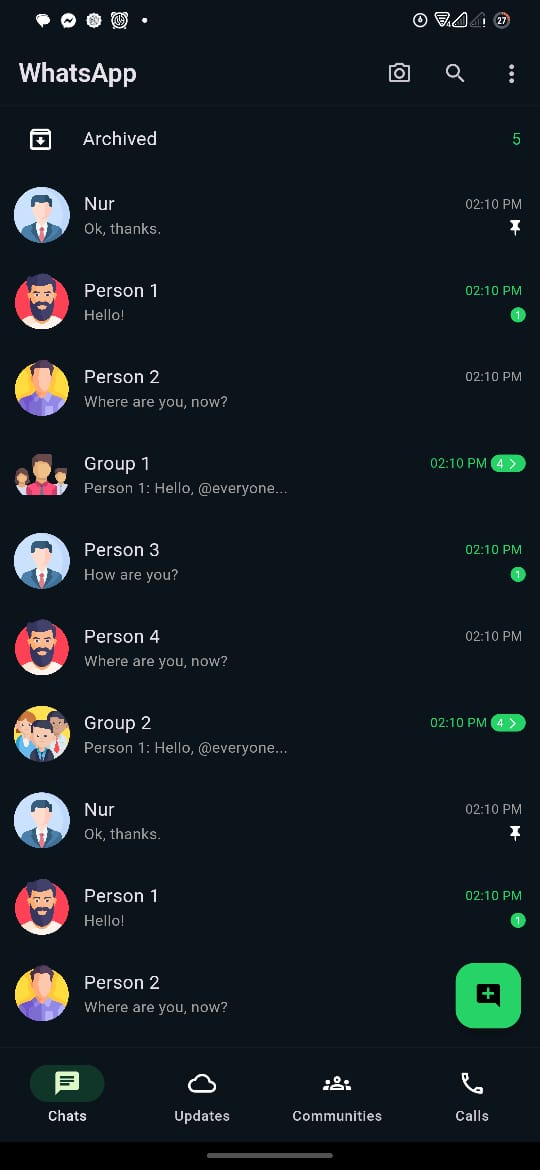 27
WhatsApp
Archived 5
Nur 02:10 PM
Ok, thanks.
Person 1 02:10 PM
Hello! 1
Person 2 02:10 PM
Where are you, now?
Group 1 02:10 PM 4 >
Person 1: Hello, @everyone...
Person 3 02:10 PM
How are you? 1
Person 4 02:10 PM
Where are you, now?
Group 2 02:10 PM 4 >
Person 1: Hello, @everyone...
Nur 02:10 PM
Ok, thanks.
Person 1 02:10 PM
Hello! 1
Person 2
Where are you, now?
Chats Updates Communities Calls